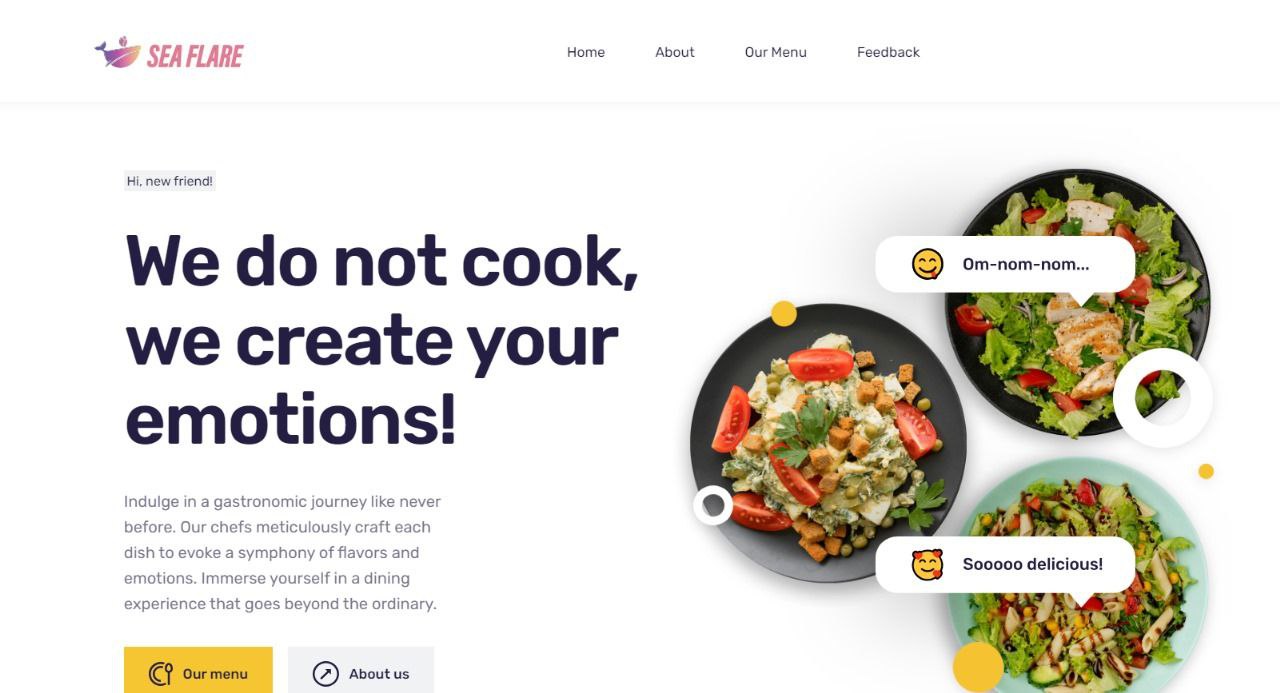 SEA FLARE
Home
About
Our Menu
Feedback
Hi, new friend!
We do not cook,
we create your
emotions!
Om-nom-nom...
Sooooo delicious!
Indulge in a gastronomic journey like never
before. Our chefs meticulously craft each
dish to evoke a symphony of flavors and
emotions. Immerse yourself in a dining
experience that goes beyond the ordinary.
Our menu
About us